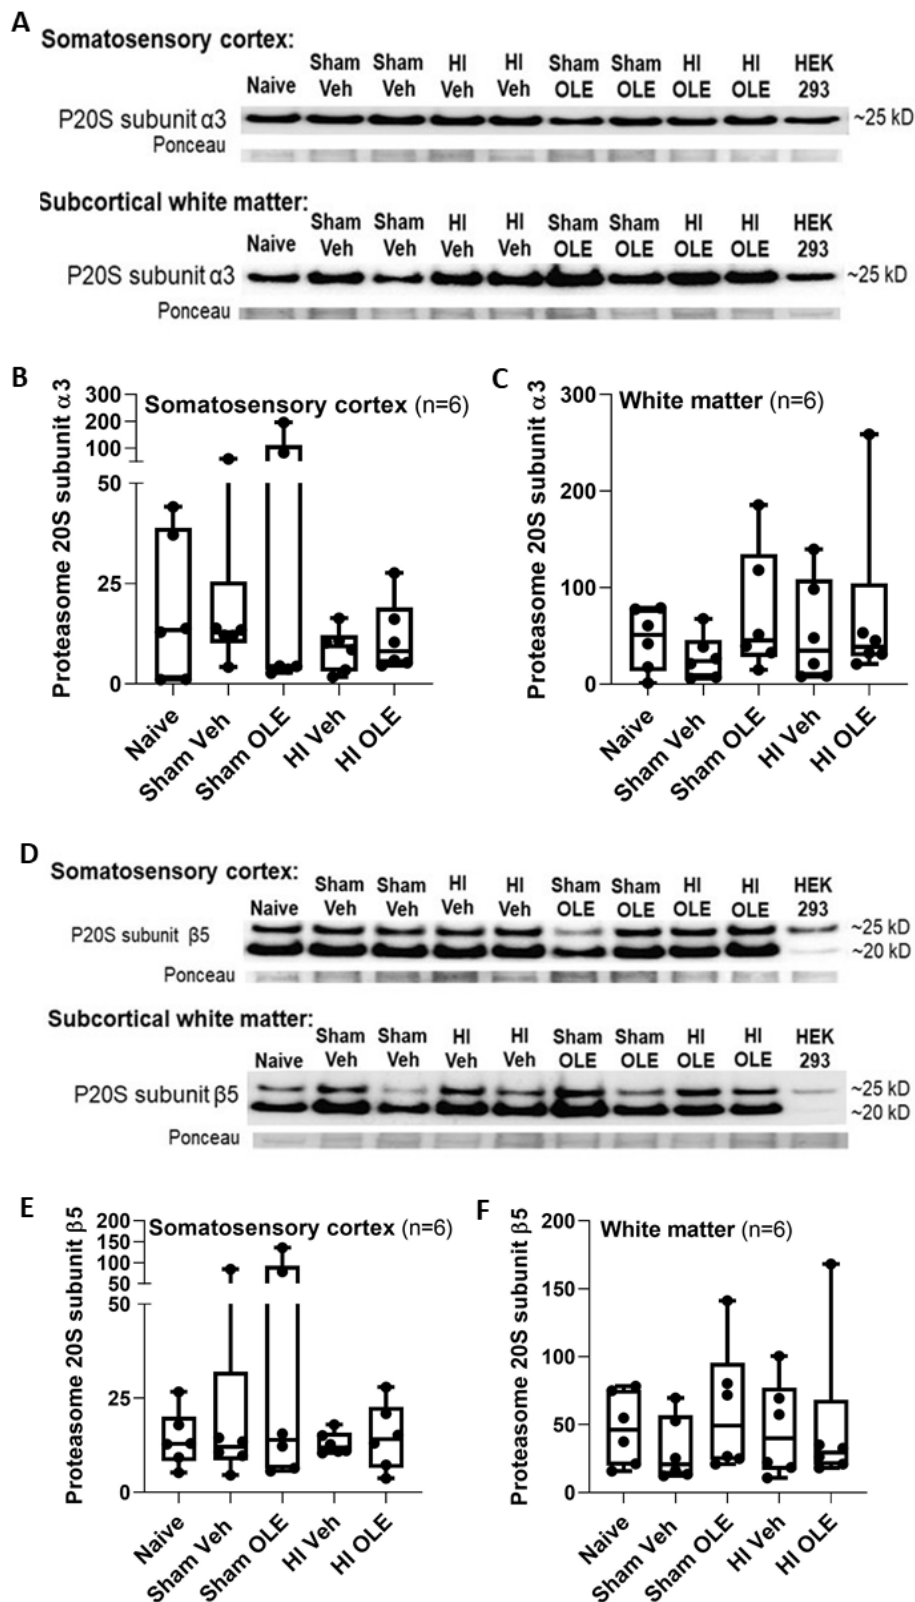 A
Somatosensory cortex:
Naive Sham Veh Sham Veh HI Veh HI Veh Sham OLE Sham OLE HI OLE HI OLE HEK 293
P20S subunit α3 ~25 kD
Ponceau
Subcortical white matter:
Naive Sham Veh Sham Veh HI Veh HI Veh Sham OLE Sham OLE HI OLE HI OLE HEK 293
P20S subunit α3 ~25 kD
Ponceau
B
Somatosensory cortex (n=6)
Proteasome 20S subunit α3
300
200
100
50
25
0
Naive
Sham Veh
Sham OLE
HI Veh
HI OLE
C
White matter (n=6)
Proteasome 20S subunit α3
300
200
100
0
Naive
Sham Veh
Sham OLE
HI Veh
HI OLE
D
Somatosensory cortex:
Naive Sham Veh Sham Veh HI Veh HI Veh Sham OLE Sham OLE HI OLE HI OLE HEK 293
P20S subunit β5 ~25 kD
~20 kD
Ponceau
Subcortical white matter:
Naive Sham Veh Sham Veh HI Veh HI Veh Sham OLE Sham OLE HI OLE HI OLE HEK 293
P20S subunit β5 ~25 kD
~20 kD
Ponceau
E
Somatosensory cortex (n=6)
Proteasome 20S subunit β5
200
150
100
50
50
25
0
Naive
Sham Veh
Sham OLE
HI Veh
HI OLE
F
White matter (n=6)
Proteasome 20S subunit β5
200
150
100
50
0
Naive
Sham Veh
Sham OLE
HI Veh
HI OLE